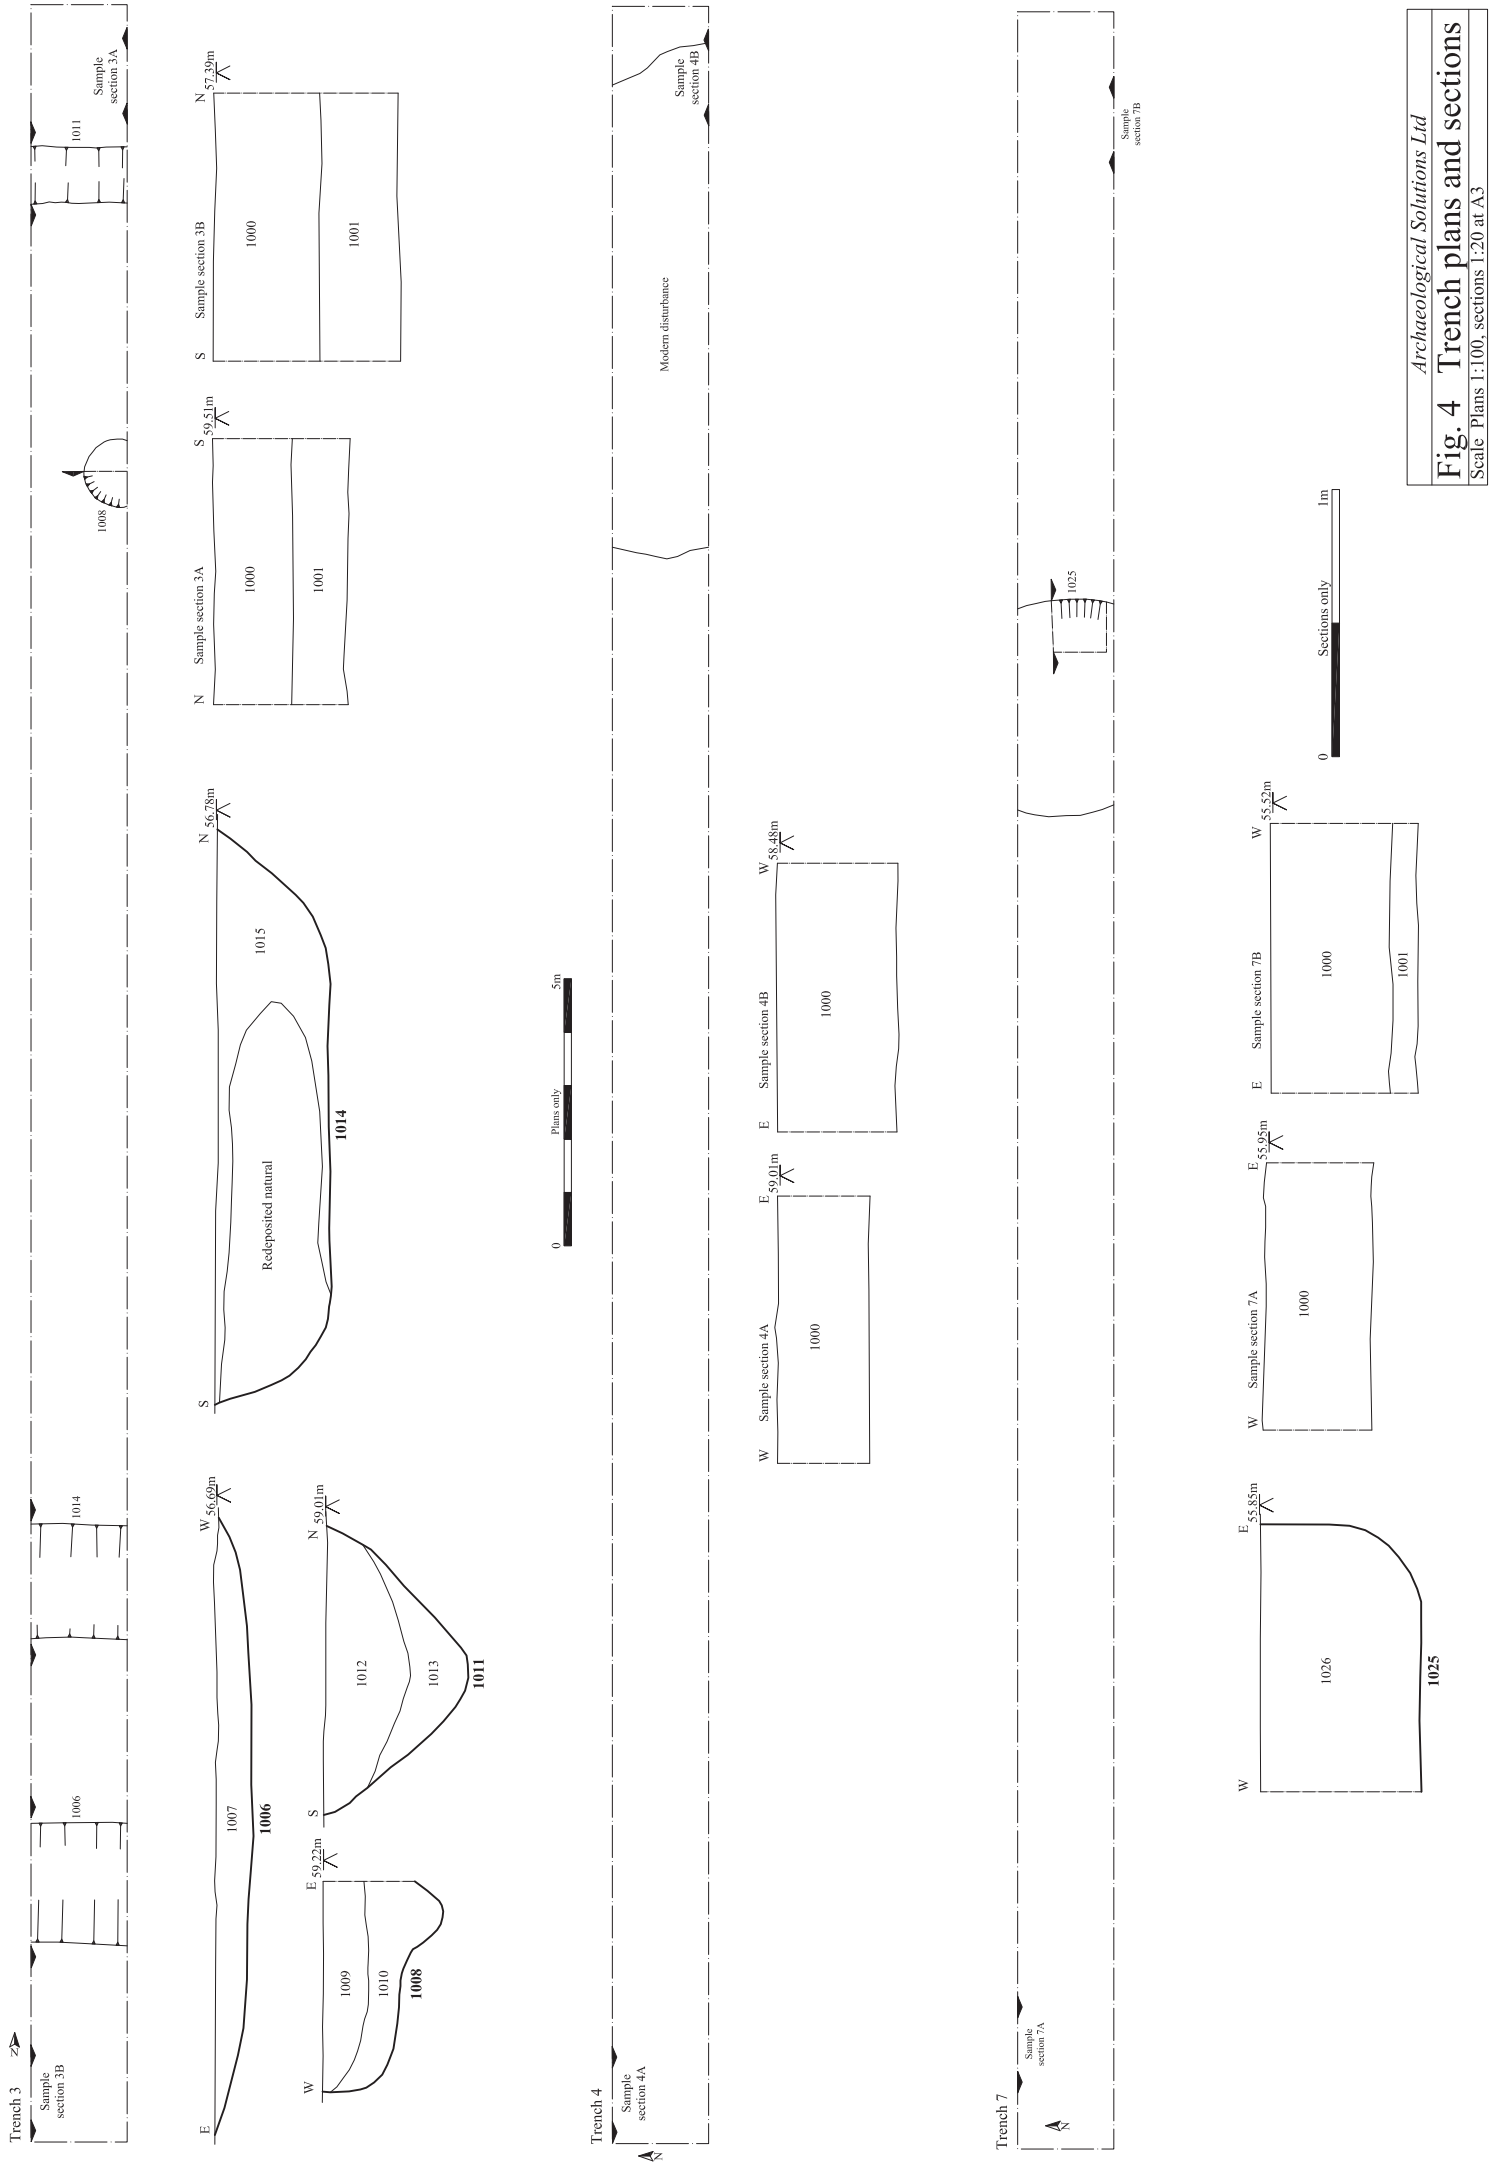 Trench 3
N
Sample
section 3B
1006
1014
1008
1011
Sample
section 3A
E
W
56.69m
1007
1006
S
N
56.78m
Redeposited natural
1015
1014
N
Sample section 3A
S
59.51m
1000
1001
S
Sample section 3B
N
57.39m
1000
1001
W
E
59.22m
1009
1010
1008
S
N
59.01m
1012
1013
1011
0
Plans only
5m
Trench 4
N
Sample
section 4A
Modern disturbance
Sample
section 4B
W
Sample section 4A
E
59.01m
1000
E
Sample section 4B
W
58.48m
1000
Trench 7
N
Sample
section 7A
1025
Sample
section 7B
W
E
55.85m
1026
1025
W
Sample section 7A
E
55.95m
1000
E
Sample section 7B
W
55.52m
1000
1001
0
Sections only
1m
Archaeological Solutions Ltd
Fig. 4 Trench plans and sections
Scale Plans 1:100, sections 1:20 at A3